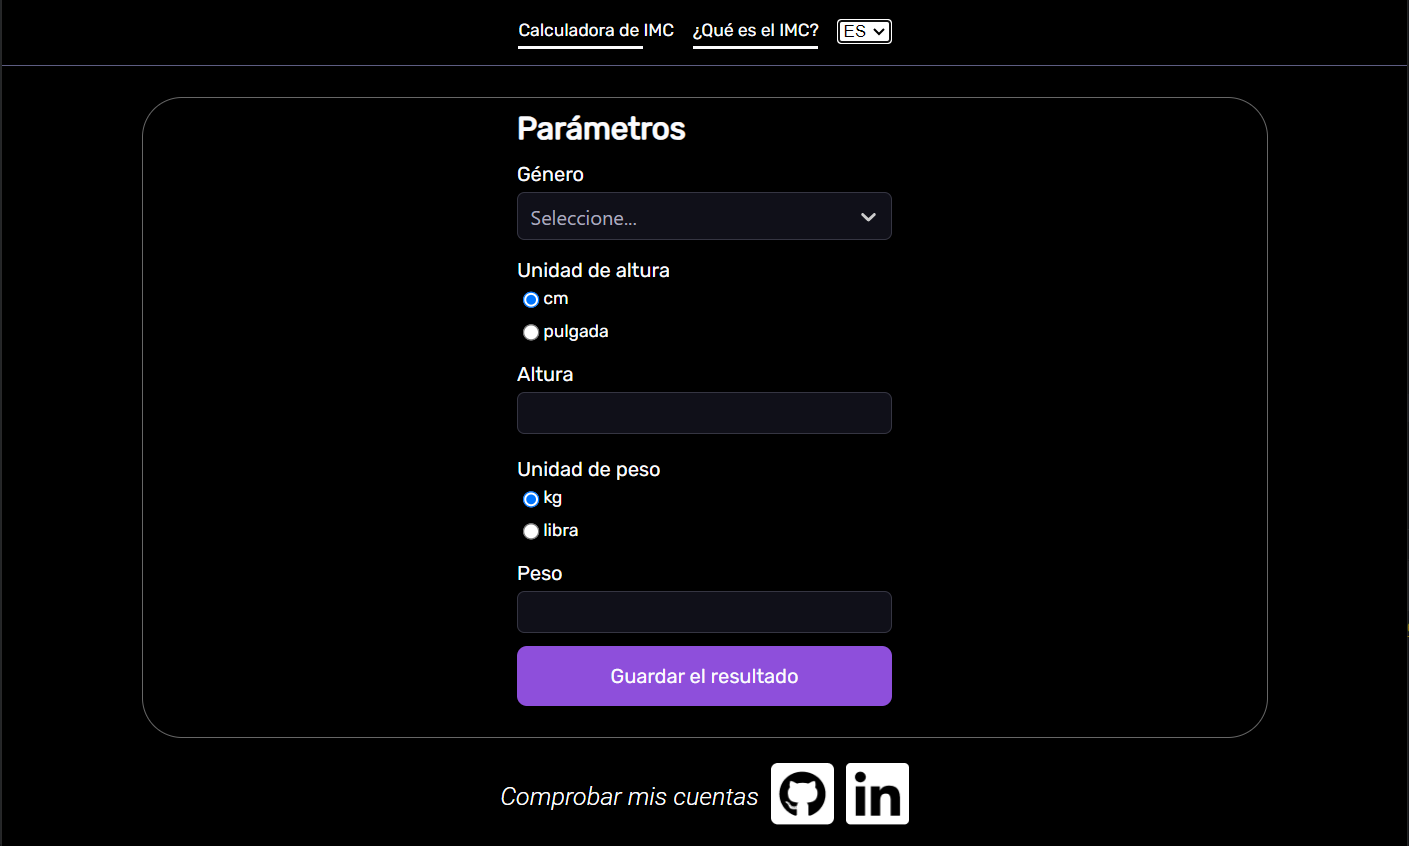 Calculadora de IMC ¿Qué es el IMC? ES
Parámetros
Género
Seleccione...
Unidad de altura
cm
pulgada
Altura
Unidad de peso
kg
libra
Peso
Guardar el resultado
Comprobar mis cuentas in